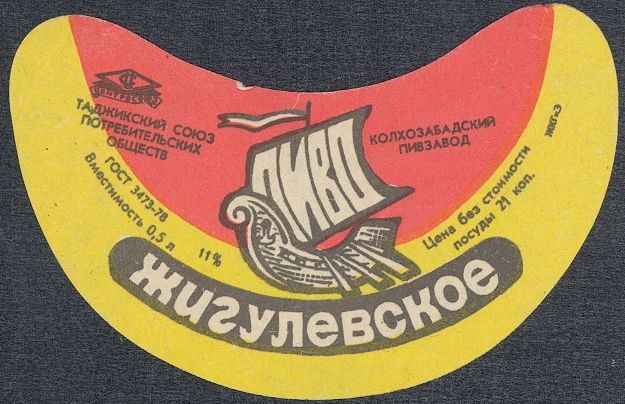 ЦЕНТРОСОЮЗ
ТАДЖИКСКИЙ СОЮЗ
ПОТРЕБИТЕЛЬСКИХ
ОБЩЕСТВ
ГОСТ 3473-78
Вместимость 0,5 л
11%
ПИВО
КОЛХОЗАБАДСКИЙ
ПИВЗАВОД
Цена без стоимости
посуды 21 коп.
жигулевское